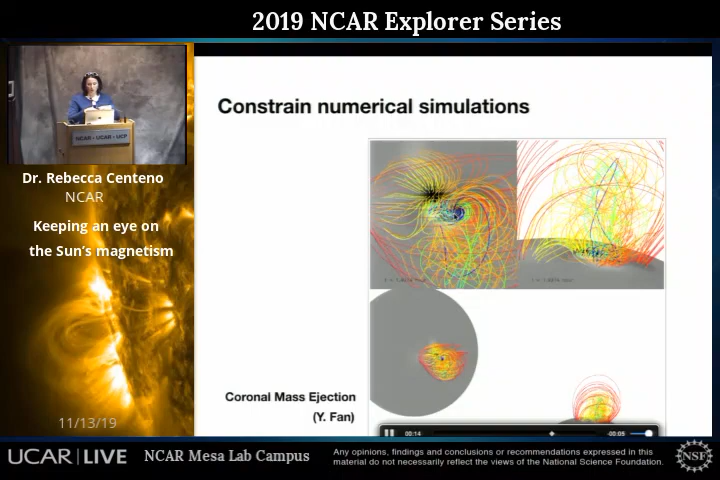 2019 NCAR Explorer Series
NCAR • UCAR • UCP
Dr. Rebecca Centeno
NCAR
Keeping an eye on
the Sun's magnetism
11/13/19
Constrain numerical simulations
Coronal Mass Ejection
(Y. Fan)
00:14
-00:05
UCAR | LIVE
NCAR Mesa Lab Campus
Any opinions, findings and conclusions or recommendations expressed in this
material do not necessarily reflect the views of the National Science Foundation.
NSF